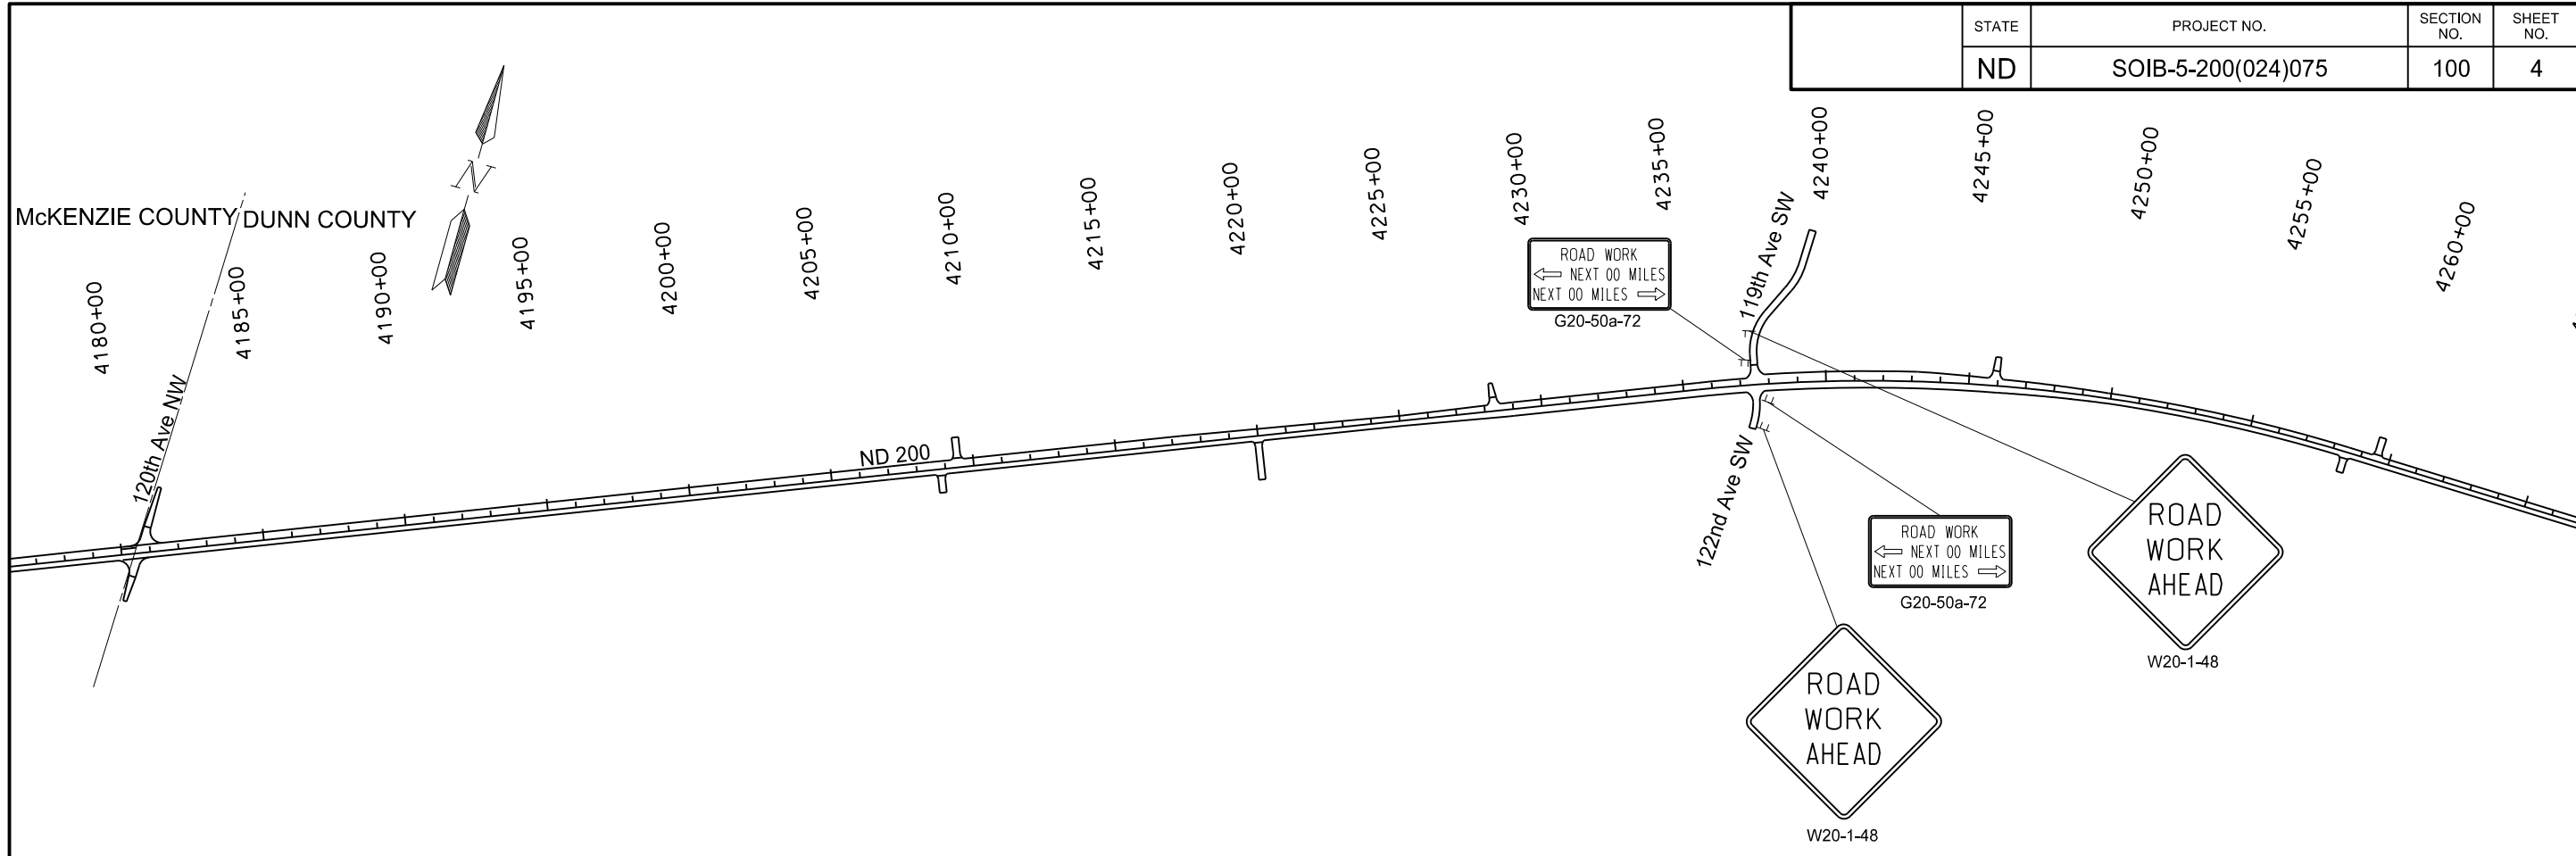 STATE
PROJECT NO.
SECTION
NO.
SHEET
NO.
ND
SOIB-5-200(024)075
100
4
McKENZIE COUNTY
DUNN COUNTY
N
4180+00
4185+00
4190+00
4195+00
4200+00
4205+00
4210+00
4215+00
4220+00
4225+00
4230+00
4235+00
4240+00
4245+00
4250+00
4255+00
4260+00
120th Ave NW
ND 200
119th Ave SW
122nd Ave SW
ROAD WORK
⇦ NEXT 00 MILES
NEXT 00 MILES ⇨
G20-50a-72
ROAD WORK
⇦ NEXT 00 MILES
NEXT 00 MILES ⇨
G20-50a-72
ROAD
WORK
AHEAD
W20-1-48
ROAD
WORK
AHEAD
W20-1-48